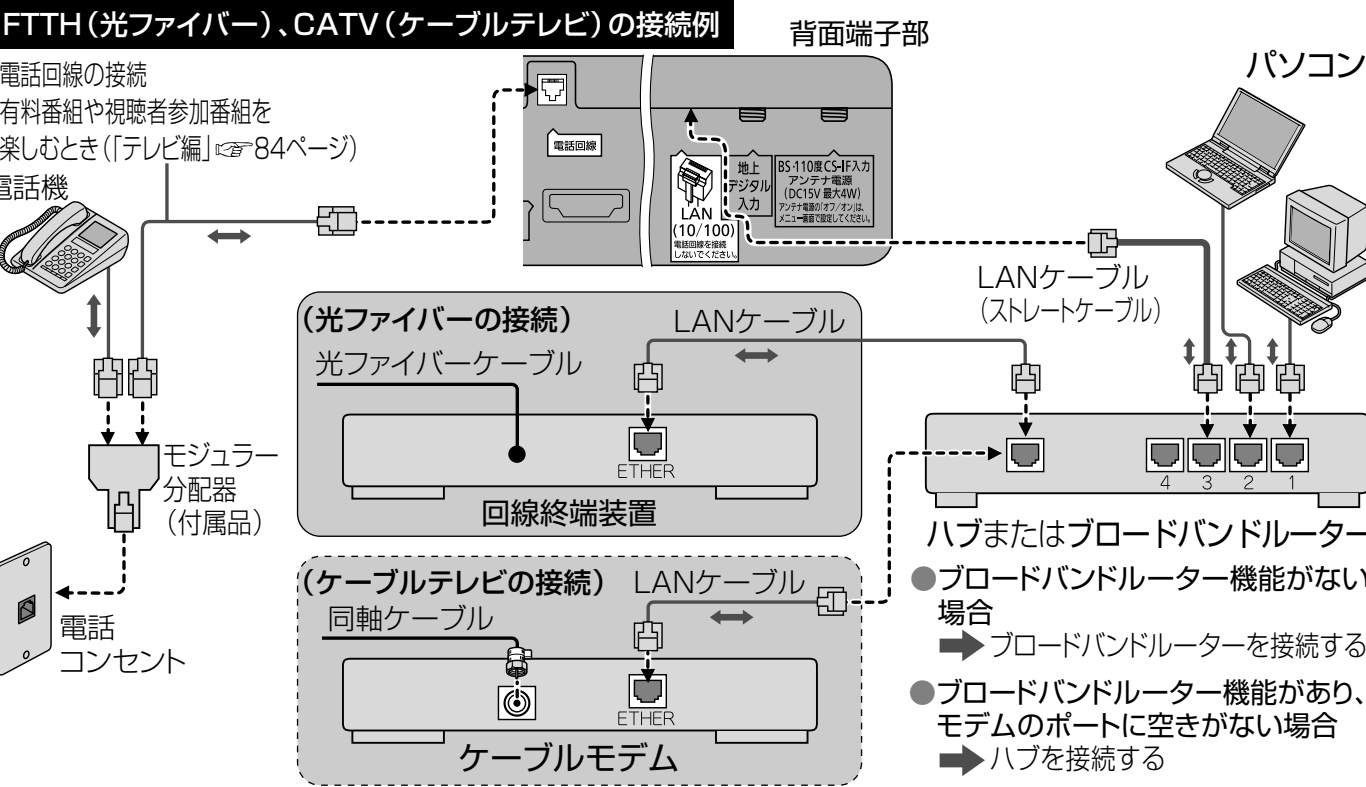 FTTH（光ファイバー）、CATV（ケーブルテレビ）の接続例
背面端子部
パソコン
電話回線の接続
有料番組や視聴者参加番組を
楽しむとき（「テレビ編」☞84ページ）
電話機
電話回線
LAN
(10/100)
電話回線を接続
しないでください。
地上
デジタル
入力
BS・110度CS-IF入力
アンテナ電源
(DC15V 最大4W)
アンテナ電源の「オフ／オン」は、
メニュー画面で設定してください。
LANケーブル
（ストレートケーブル）
（光ファイバーの接続）
LANケーブル
光ファイバーケーブル
ETHER
回線終端装置
4 3 2 1
ハブまたはブロードバンドルーター
モジュラー
分配器
（付属品）
電話
コンセント
（ケーブルテレビの接続）
LANケーブル
同軸ケーブル
ETHER
ケーブルモデム
●ブロードバンドルーター機能がない
場合
➡ ブロードバンドルーターを接続する
●ブロードバンドルーター機能があり、
モデムのポートに空きがない場合
➡ ハブを接続する